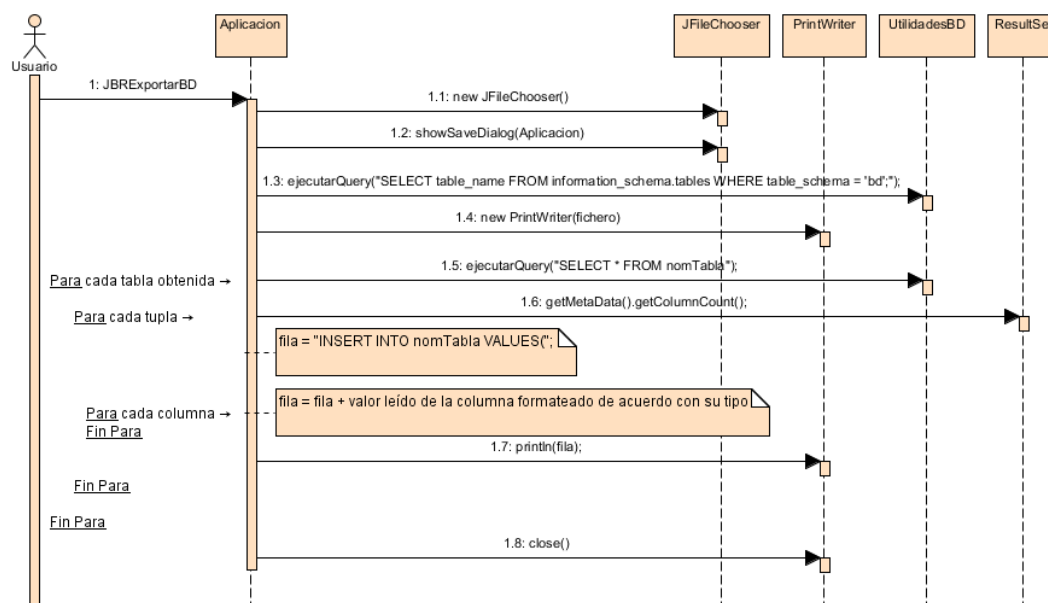 Aplicacion
JFileChooser
PrintWriter
UtilidadesBD
ResultSe
Usuario
1: JBRExportarBD
1.1: new JFileChooser()
1.2: showSaveDialog(Aplicacion)
1.3: ejecutarQuery("SELECT table_name FROM information_schema.tables WHERE table_schema = 'bd';");
1.4: new PrintWriter(fichero)
1.5: ejecutarQuery("SELECT * FROM nomTabla");
Para cada tabla obtenida →
1.6: getMetaData().getColumnCount();
Para cada tupla →
fila = "INSERT INTO nomTabla VALUES(";
fila = fila + valor leído de la columna formateado de acuerdo con su tipo
Para cada columna →
Fin Para
1.7: println(fila);
Fin Para
Fin Para
1.8: close()